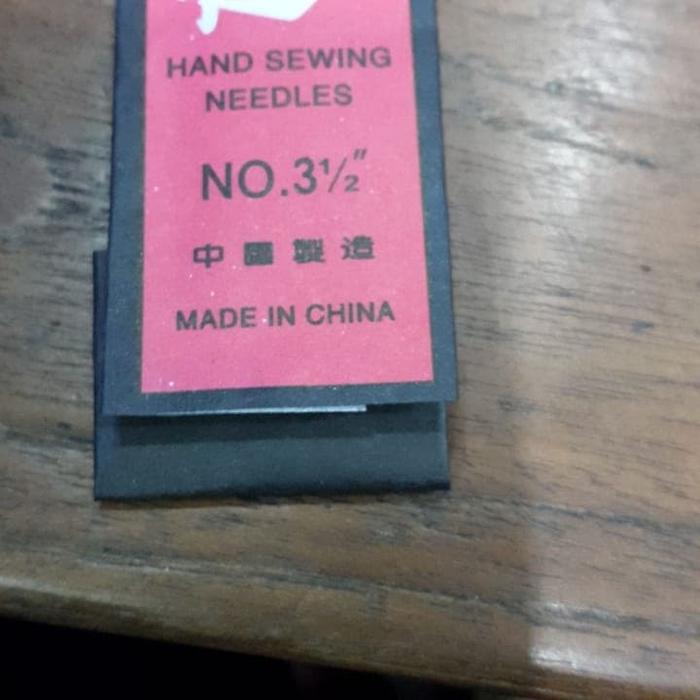 HAND SEWING
NEEDLES
NO.3½"
中國製造
MADE IN CHINA